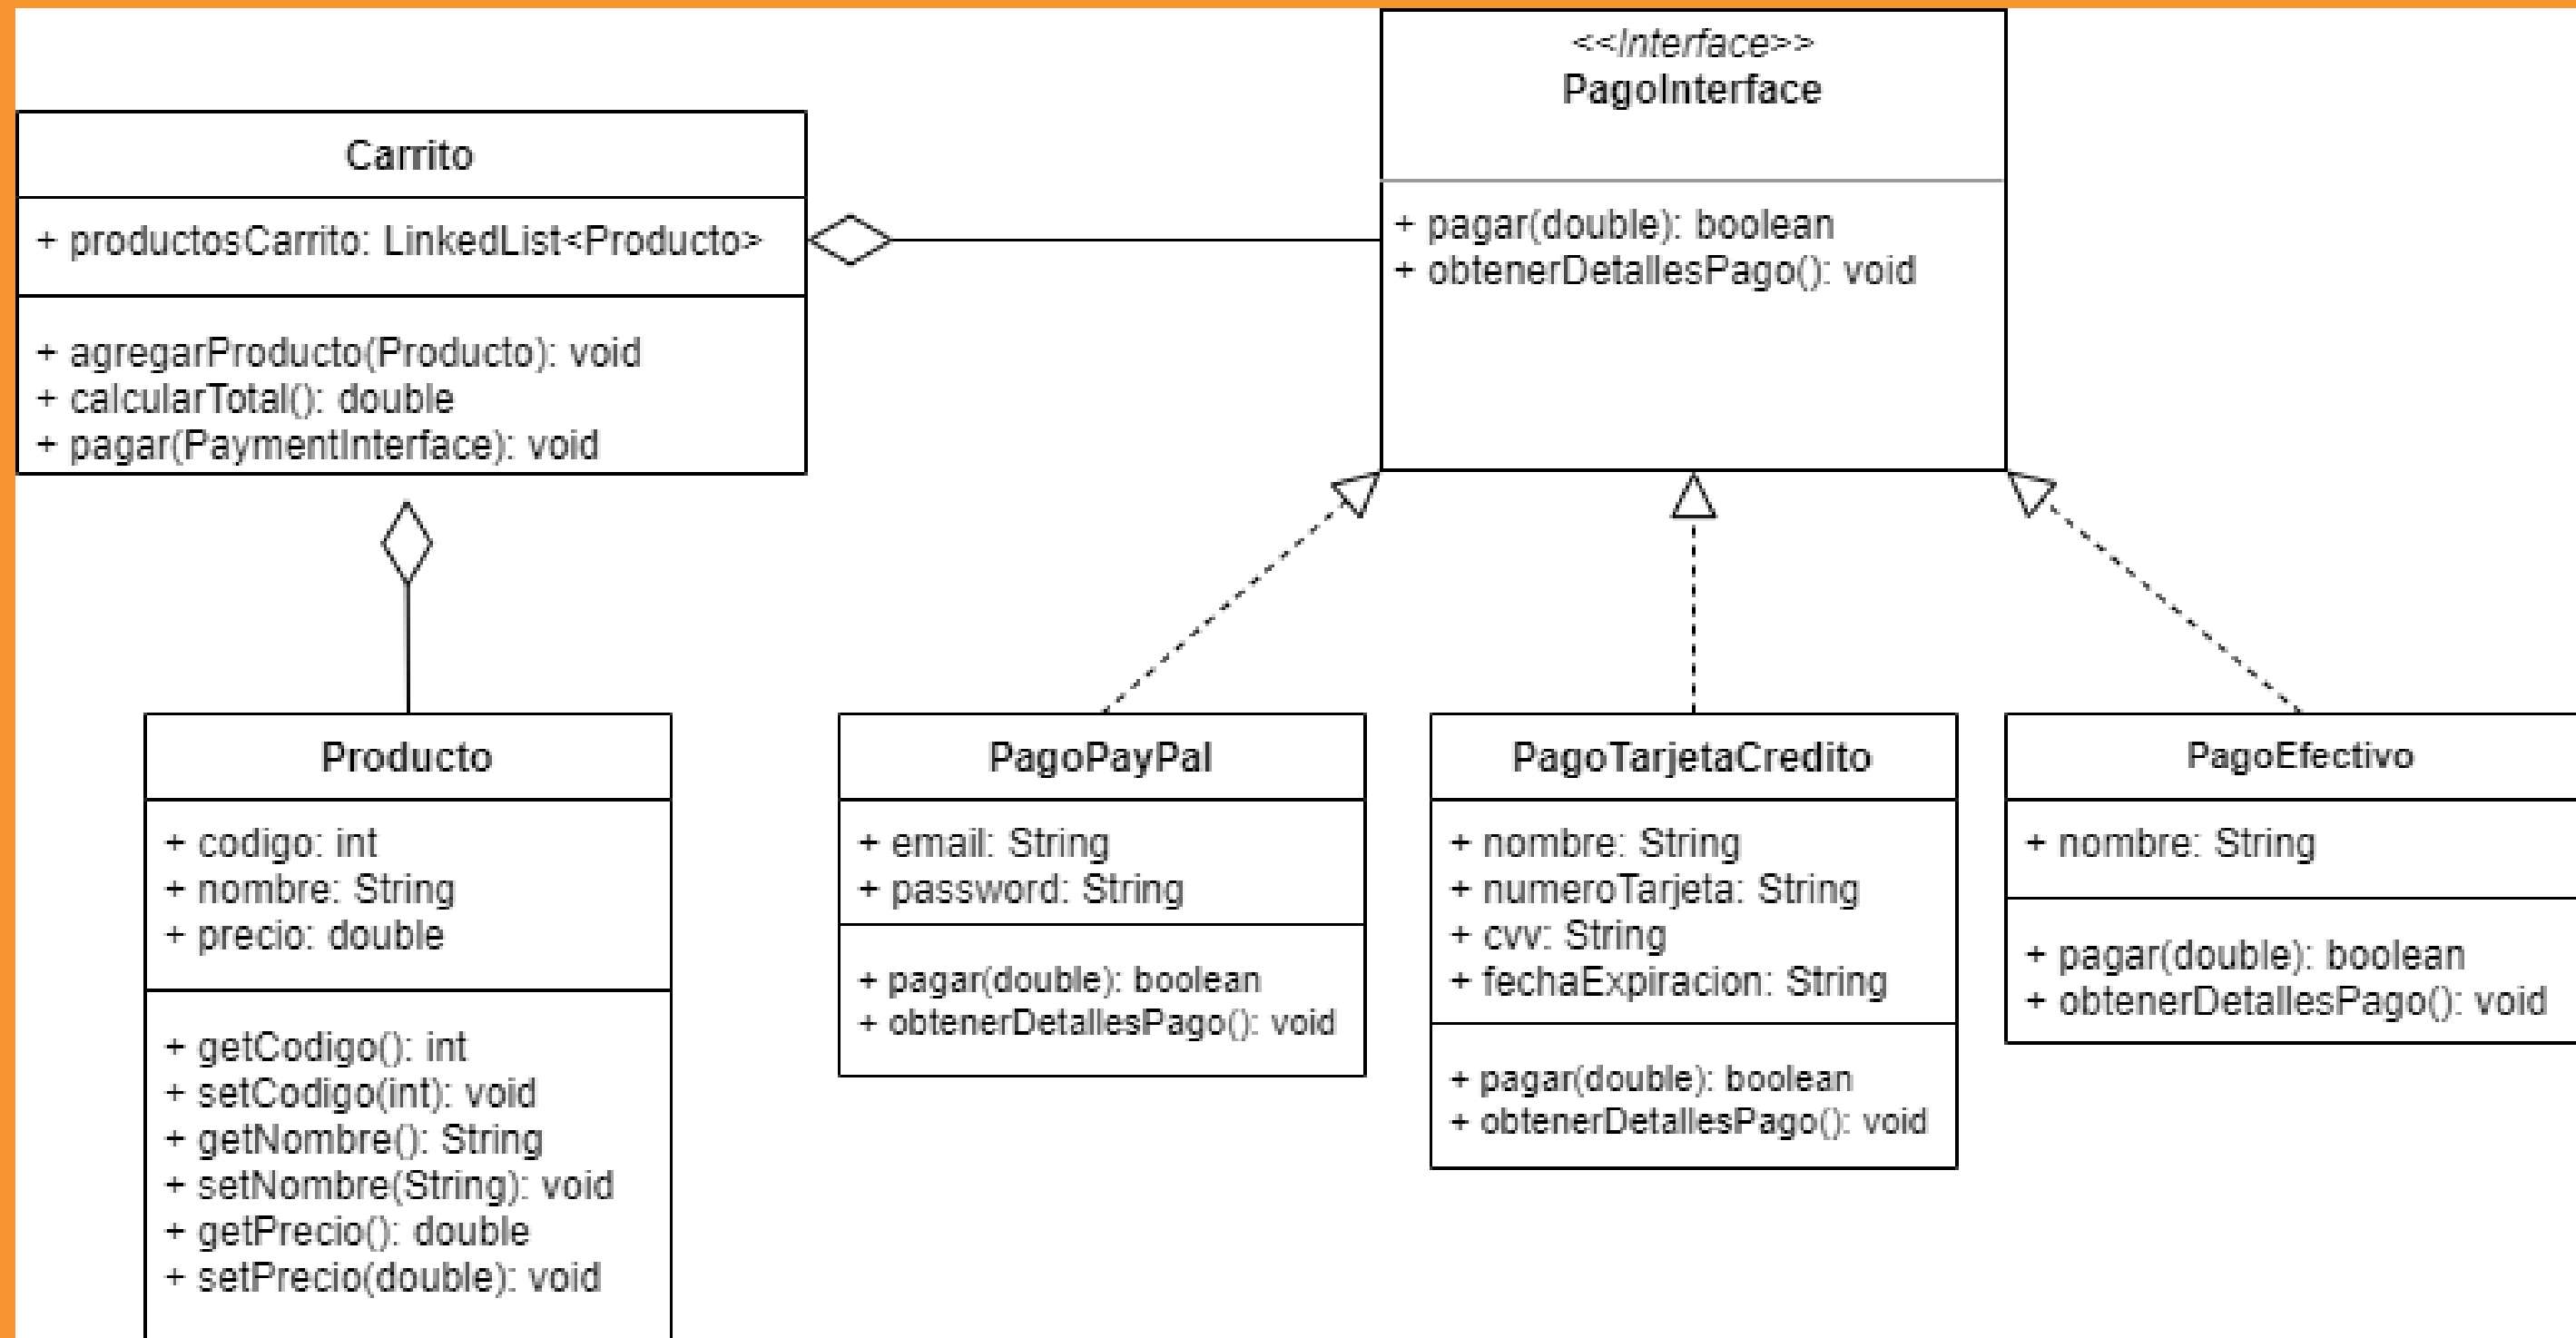 <<Interface>>
PagoInterface
+ pagar(double): boolean
+ obtenerDetallesPago(): void
Carrito
+ productosCarrito: LinkedList<Producto>
+ agregarProducto(Producto): void
+ calcularTotal(): double
+ pagar(PaymentInterface): void
Producto
+ codigo: int
+ nombre: String
+ precio: double
+ getCodigo(): int
+ setCodigo(int): void
+ getNombre(): String
+ setNombre(String): void
+ getPrecio(): double
+ setPrecio(double): void
PagoPayPal
+ email: String
+ password: String
+ pagar(double): boolean
+ obtenerDetallesPago(): void
PagoTarjetaCredito
+ nombre: String
+ numeroTarjeta: String
+ cvv: String
+ fechaExpiracion: String
+ pagar(double): boolean
+ obtenerDetallesPago(): void
PagoEfectivo
+ nombre: String
+ pagar(double): boolean
+ obtenerDetallesPago(): void